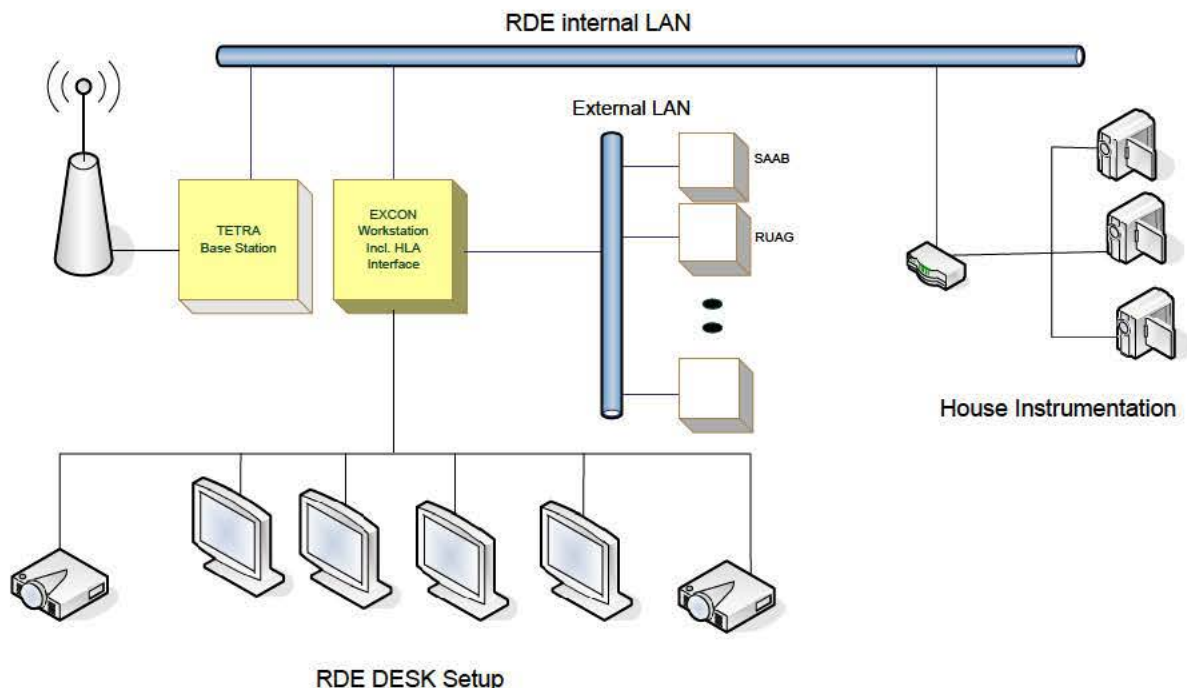 RDE internal LAN
External LAN
SAAB
TETRA
Base Station
EXCON
Workstation
Incl. HLA
Interface
RUAG
House Instrumentation
RDE DESK Setup